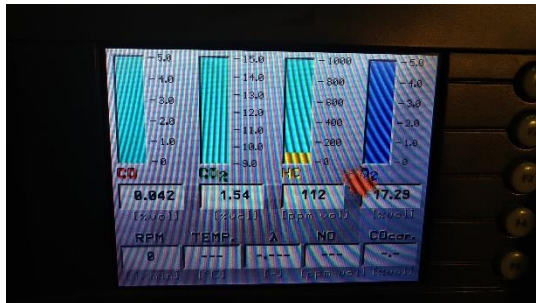 5.0 15.0 1000 5.0
4.0 14.0 800 4.0
3.0 13.0 600 3.0
2.0 12.0 400 2.0
11.0
1.0 10.0 200 1.0
0 9.0 0 0
CO CO2 HC O2
0.042 1.54 112 17.29
[%vol] [%vol] [ppm vol] [%vol]
RPM TEMP. λ NO COcor.
0 --- -.--- --- -.-
[/min] [°C] [-] [ppm vol] [%vol]